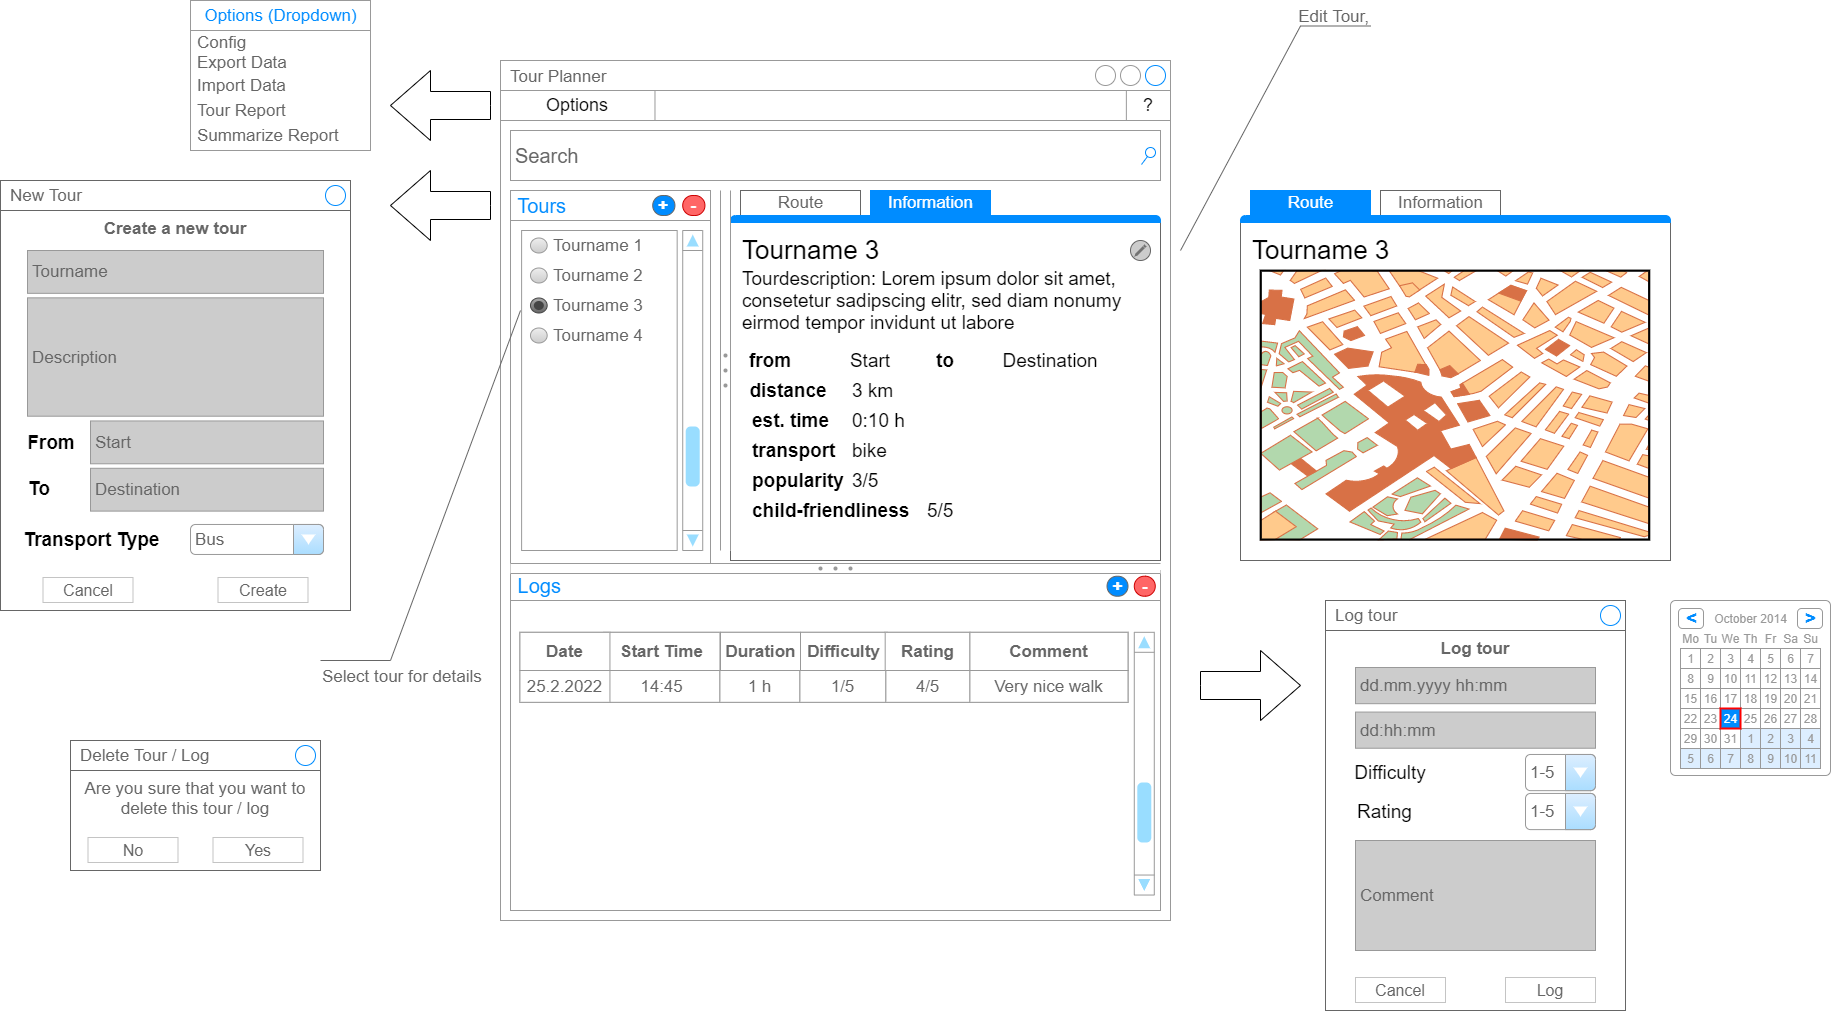 Options (Dropdown)
Config
Export Data
Import Data
Tour Report
Summarize Report
Edit Tour,
Tour Planner
Options
?
Search
New Tour
Create a new tour
Tourname
Description
From
Start
To
Destination
Transport Type
Bus
Cancel
Create
Tours
+
-
Tourname 1
Tourname 2
Tourname 3
Tourname 4
Route
Information
Tourname 3
Tourdescription: Lorem ipsum dolor sit amet,
consetetur sadipscing elitr, sed diam nonumy
eirmod tempor invidunt ut labore
from Start to Destination
distance 3 km
est. time 0:10 h
transport bike
popularity 3/5
child-friendliness 5/5
Route
Information
Tourname 3
Select tour for details
Logs
+
-
Date Start Time Duration Difficulty Rating Comment
25.2.2022 14:45 1 h 1/5 4/5 Very nice walk
Delete Tour / Log
Are you sure that you want to
delete this tour / log
No
Yes
Log tour
Log tour
dd.mm.yyyy hh:mm
dd:hh:mm
Difficulty
1-5
Rating
1-5
Comment
Cancel
Log
< October 2014 >
Mo Tu We Th Fr Sa Su
1 2 3 4 5 6 7
8 9 10 11 12 13 14
15 16 17 18 19 20 21
22 23 24 25 26 27 28
29 30 31 1 2 3 4
5 6 7 8 9 10 11